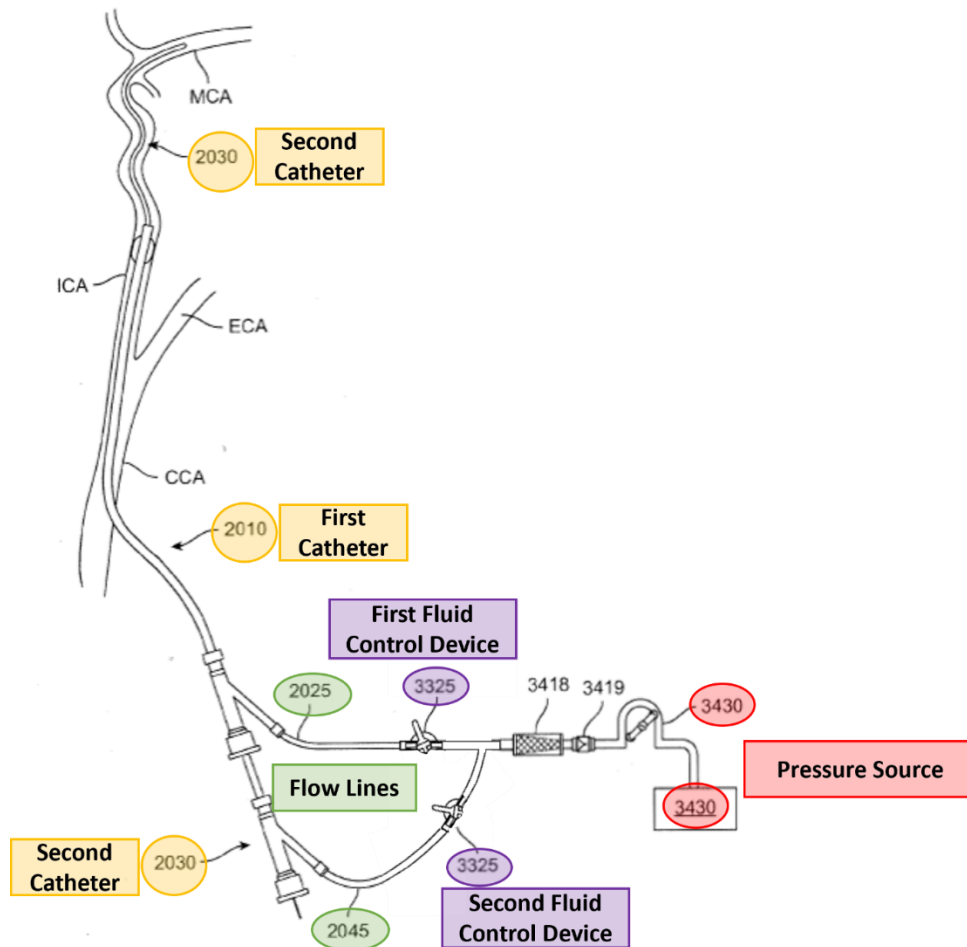 MCA
2030
Second
Catheter
ICA
ECA
CCA
2010
First
Catheter
First Fluid
Control Device
2025
3325
3418
3419
3430
Flow Lines
Pressure Source
3430
Second
Catheter
2030
3325
Second Fluid
Control Device
2045